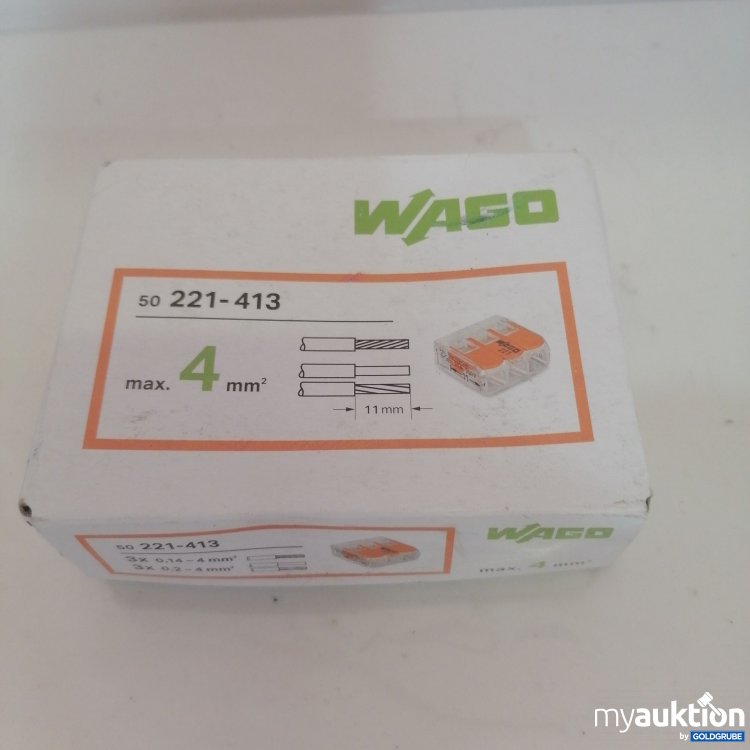 WAGO
50 221-413
max. 4 mm²
11 mm
WAGO
50 221-413
WAGO
3x 0,14-4 mm²
3x 0,2-4 mm²
max. 4 mm²
myauktion
by GOLDGRUBE